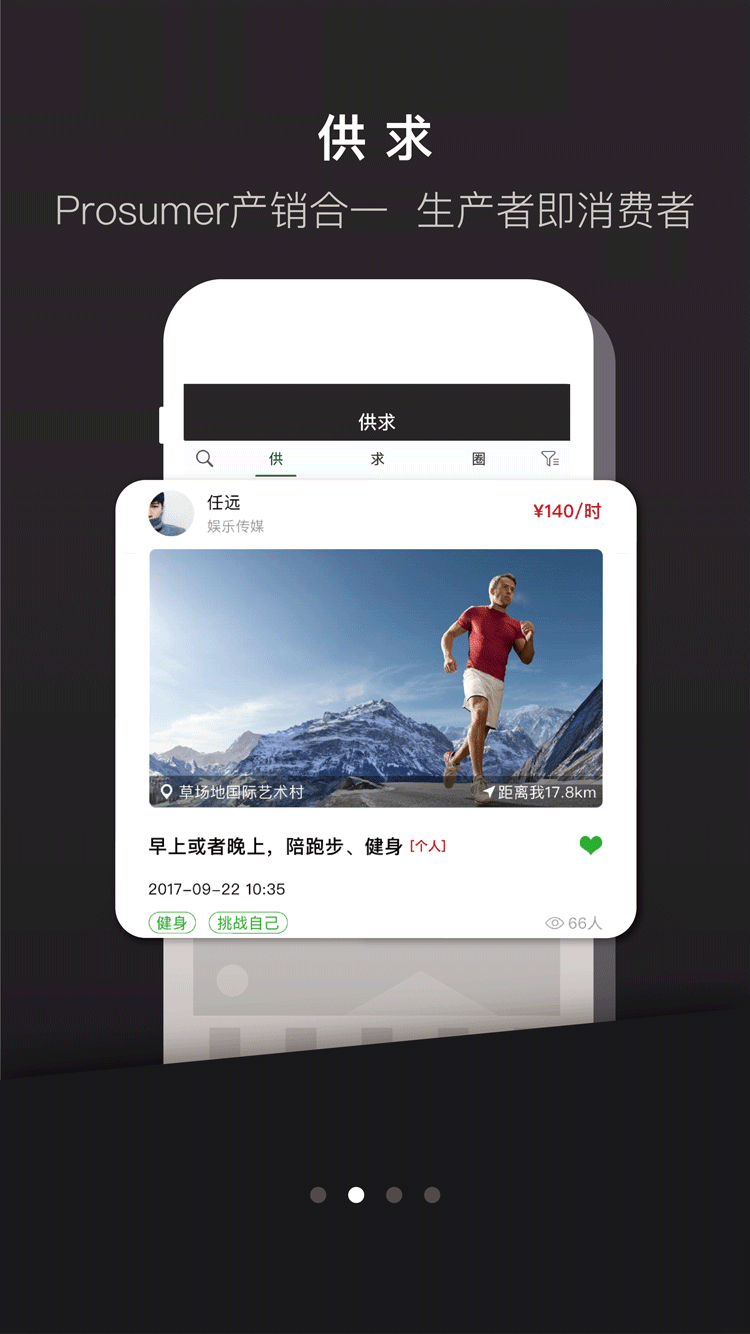 供求
Prosumer产销合一 生产者即消费者
供求
供 求 圈
任远
娱乐传媒
¥140/时
草场地国际艺术村 距离我17.8km
早上或者晚上，陪跑步、健身 [个人]
2017-09-22 10:35
健身 挑战自己 66人